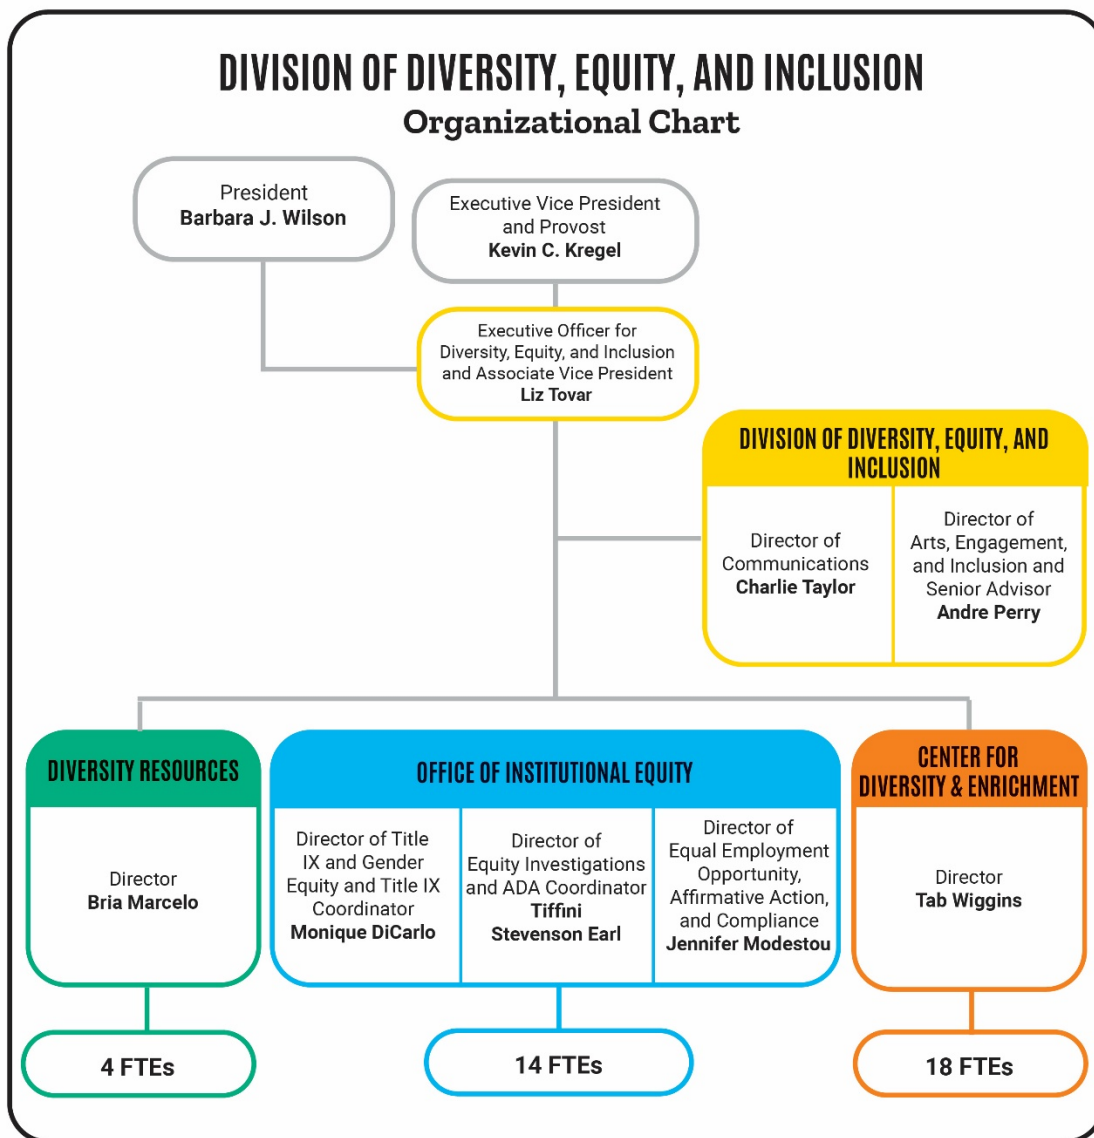 DIVISION OF DIVERSITY, EQUITY, AND INCLUSION
Organizational Chart
President
Barbara J. Wilson
Executive Vice President
and Provost
Kevin C. Kregel
Executive Officer for
Diversity, Equity, and Inclusion
and Associate Vice President
Liz Tovar
DIVISION OF DIVERSITY, EQUITY, AND
INCLUSION
Director of
Communications
Charlie Taylor
Director of
Arts, Engagement,
and Inclusion and
Senior Advisor
Andre Perry
DIVERSITY RESOURCES
Director
Bria Marcelo
4 FTEs
OFFICE OF INSTITUTIONAL EQUITY
Director of Title
IX and Gender
Equity and Title IX
Coordinator
Monique DiCarlo
Director of
Equity Investigations
and ADA Coordinator
Tiffini
Stevenson Earl
Director of
Equal Employment
Opportunity,
Affirmative Action,
and Compliance
Jennifer Modestou
14 FTEs
CENTER FOR
DIVERSITY & ENRICHMENT
Director
Tab Wiggins
18 FTEs